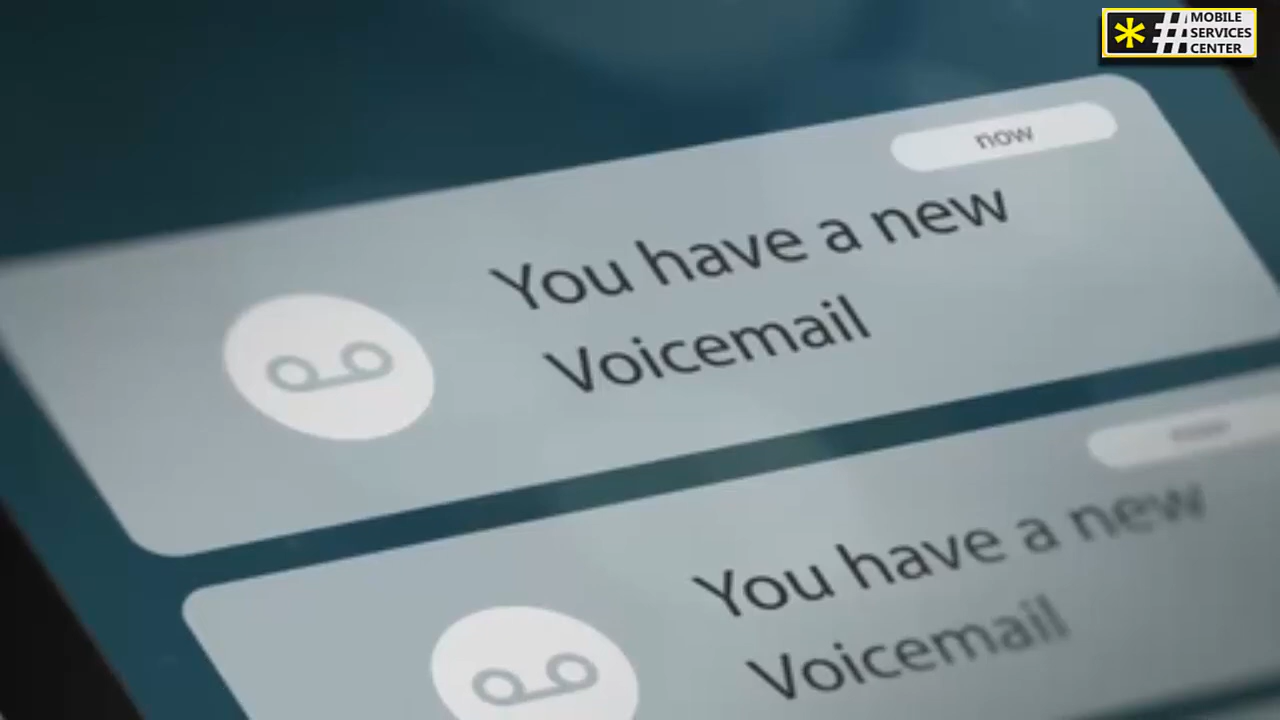 MOBILE
SERVICES
CENTER
now
You have a new
Voicemail
You have a new
Voicemail